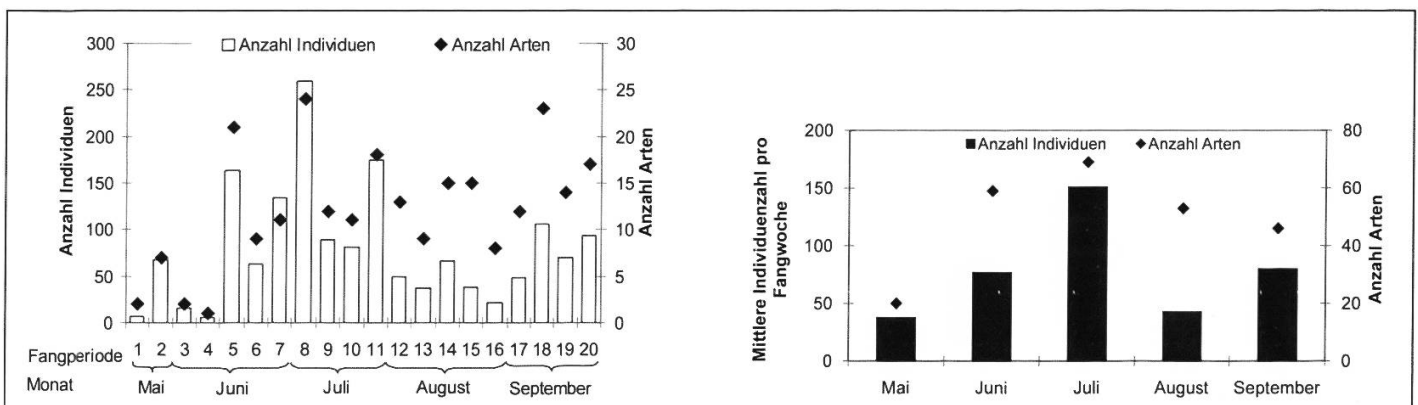 Anzahl Individuen
Anzahl Arten
300
250
200
150
100
50
0
Anzahl Individuen
30
25
20
15
10
5
0
Anzahl Arten
Fangperiode 1 2 3 4 5 6 7 8 9 10 11 12 13 14 15 16 17 18 19 20
Monat Mai Juni Juli August September
Anzahl Individuen
Anzahl Arten
200
150
100
50
0
Mittlere Individuenzahl pro
Fangwoche
80
60
40
20
0
Anzahl Arten
Mai Juni Juli August September